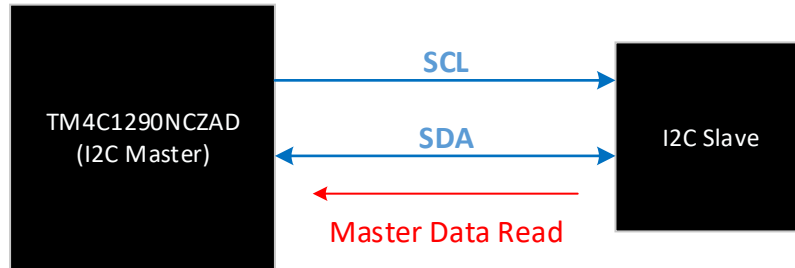 SCL
TM4C1290NCZAD
(I2C Master)
SDA
I2C Slave
Master Data Read